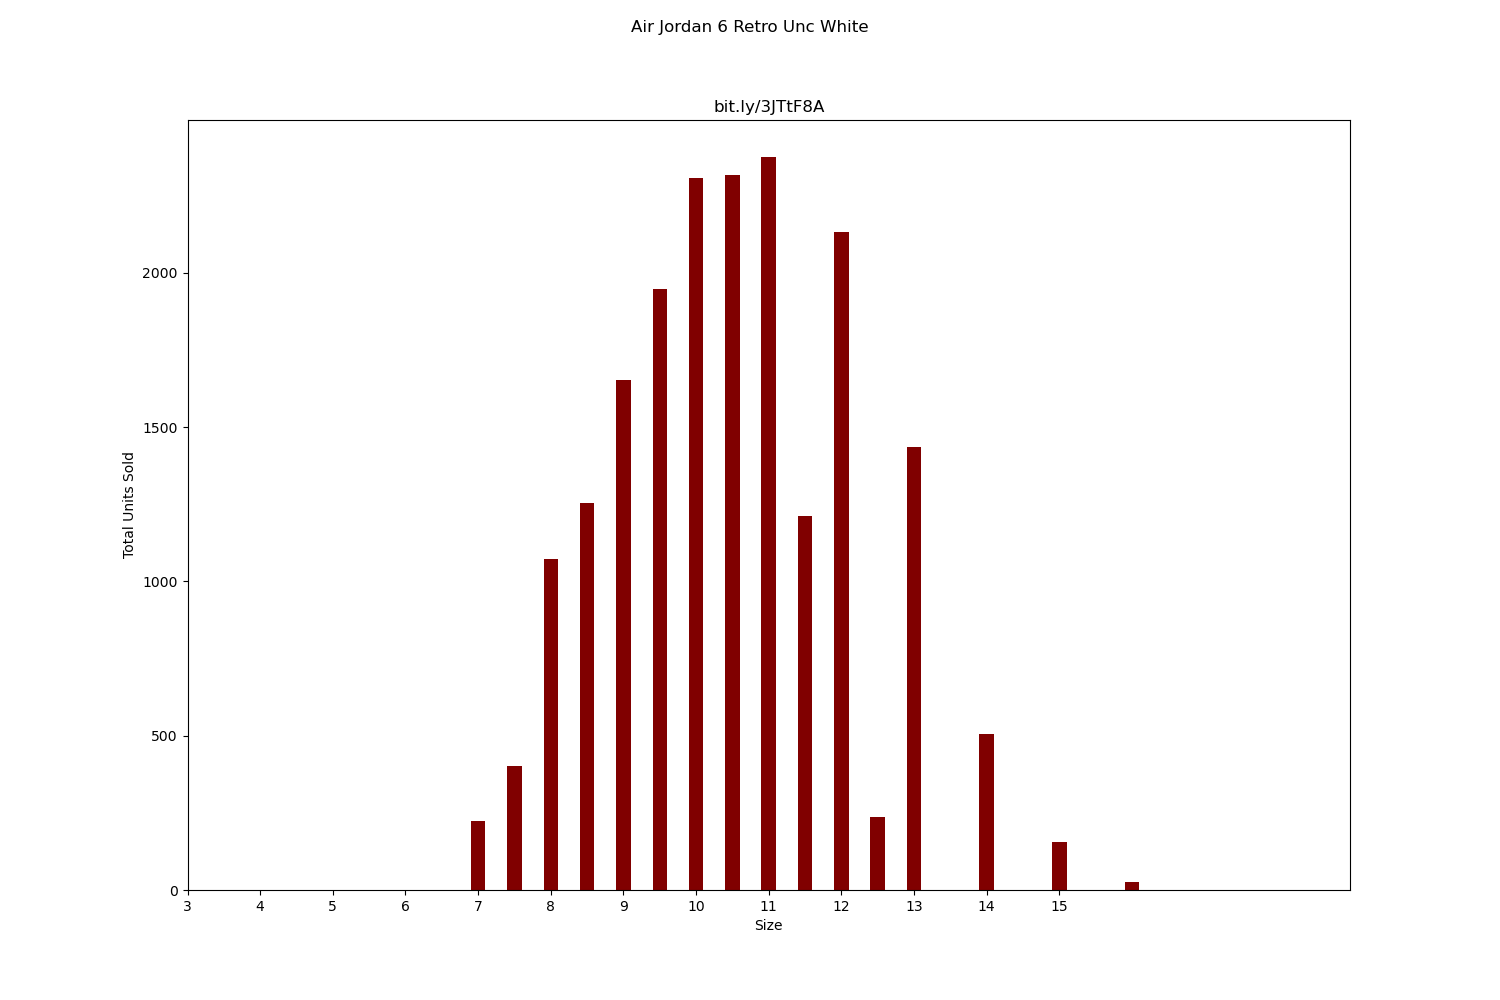 Air Jordan 6 Retro Unc White
bit.ly/3JTtF8A
Total Units Sold
2000
1500
1000
500
0
3 4 5 6 7 8 9 10 11 12 13 14 15
Size